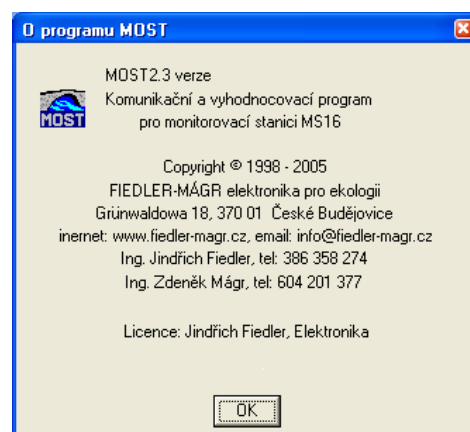 O programu MOST
MOST2.3 verze
Komunikační a vyhodnocovací program
pro monitorovací stanici MS16
MOST
Copyright © 1998 - 2005
FIEDLER-MÁGR elektronika pro ekologii
Grünwaldova 18, 370 01 České Budějovice
inernet: www.fiedler-magr.cz, email: info@fiedler-magr.cz
Ing. Jindřich Fiedler, tel: 386 358 274
Ing. Zdeněk Mágr, tel: 604 201 377
Licence: Jindřich Fiedler, Elektronika
OK